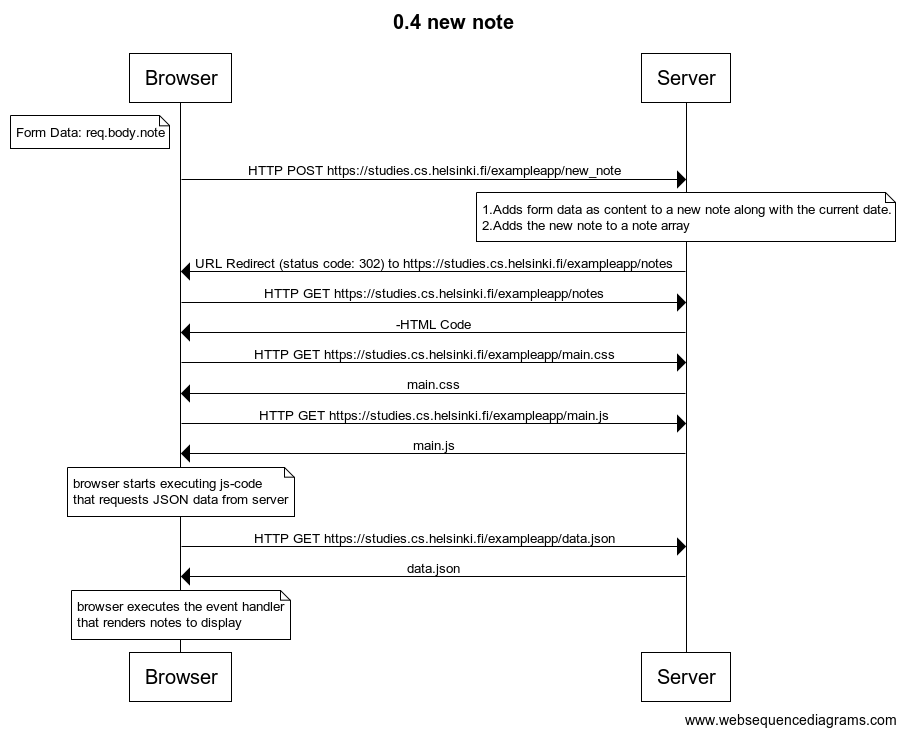 0.4 new note
Browser
Server
Form Data: req.body.note
HTTP POST https://studies.cs.helsinki.fi/exampleapp/new_note
1.Adds form data as content to a new note along with the current date.
2.Adds the new note to a note array
URL Redirect (status code: 302) to https://studies.cs.helsinki.fi/exampleapp/notes
HTTP GET https://studies.cs.helsinki.fi/exampleapp/notes
-HTML Code
HTTP GET https://studies.cs.helsinki.fi/exampleapp/main.css
main.css
HTTP GET https://studies.cs.helsinki.fi/exampleapp/main.js
main.js
browser starts executing js-code
that requests JSON data from server
HTTP GET https://studies.cs.helsinki.fi/exampleapp/data.json
data.json
browser executes the event handler
that renders notes to display
Browser
Server
www.websequencediagrams.com